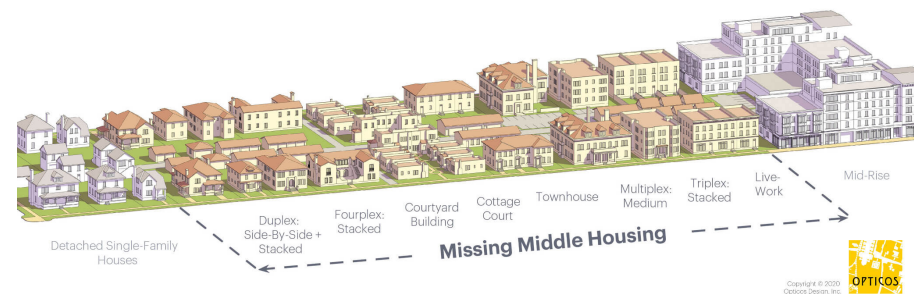 Detached Single-Family
Houses
Duplex:
Side-By-Side +
Stacked
Fourplex:
Stacked
Courtyard
Building
Cottage
Court
Townhouse
Multiplex:
Medium
Triplex:
Stacked
Live-
Work
Mid-Rise
Missing Middle Housing
Copyright © 2020
Opticos Design, Inc.
OPTICOS